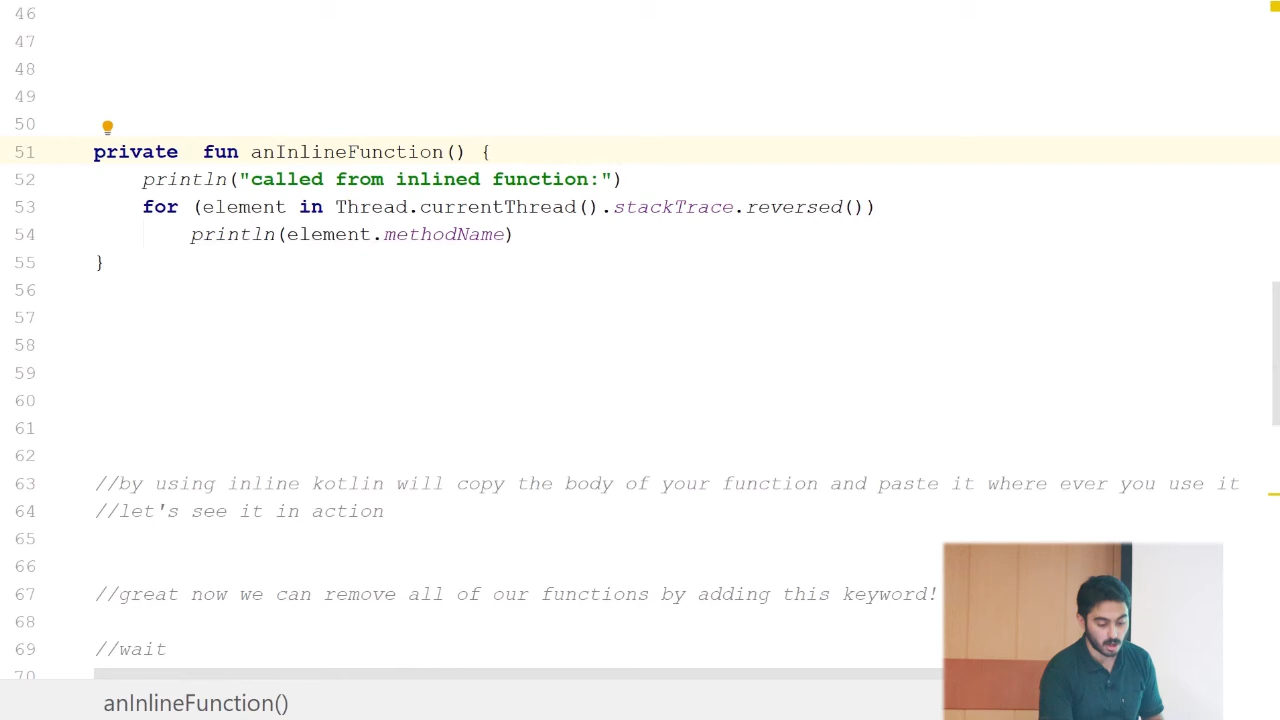 46
47
48
49
50
51 private  fun anInlineFunction() {
52 println("called from inlined function:")
53 for (element in Thread.currentThread().stackTrace.reversed())
54 println(element.methodName)
55 }
56
57
58
59
60
61
62
63 //by using inline kotlin will copy the body of your function and paste it where ever you use it
64 //let's see it in action
65
66
67 //great now we can remove all of our functions by adding this keyword!
68
69 //wait
70
anInlineFunction()